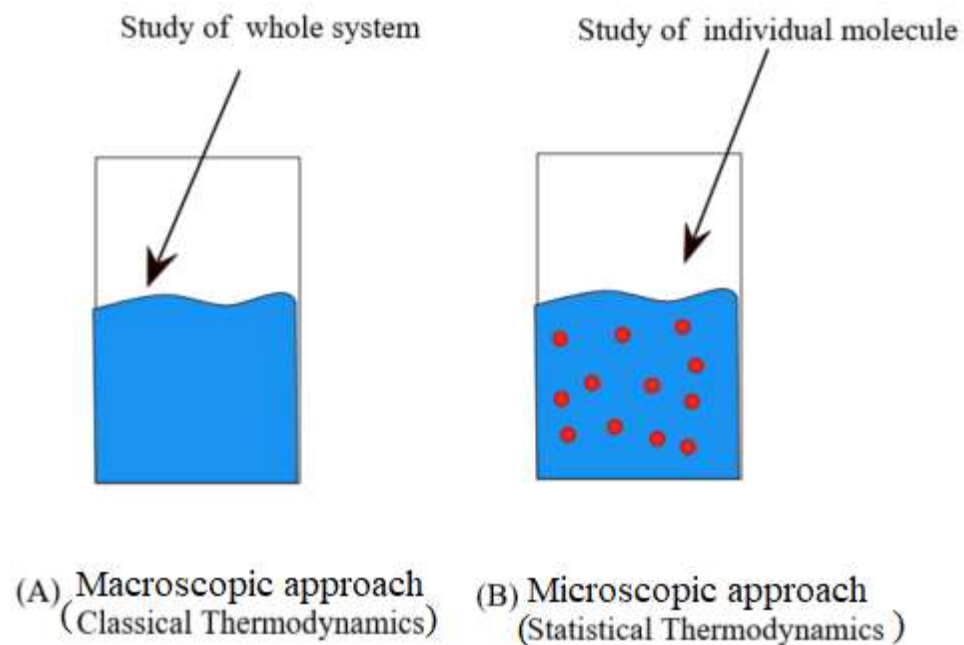 Study of whole system
Study of individual molecule
(A) Macroscopic approach
(Classical Thermodynamics)
(B) Microscopic approach
(Statistical Thermodynamics )